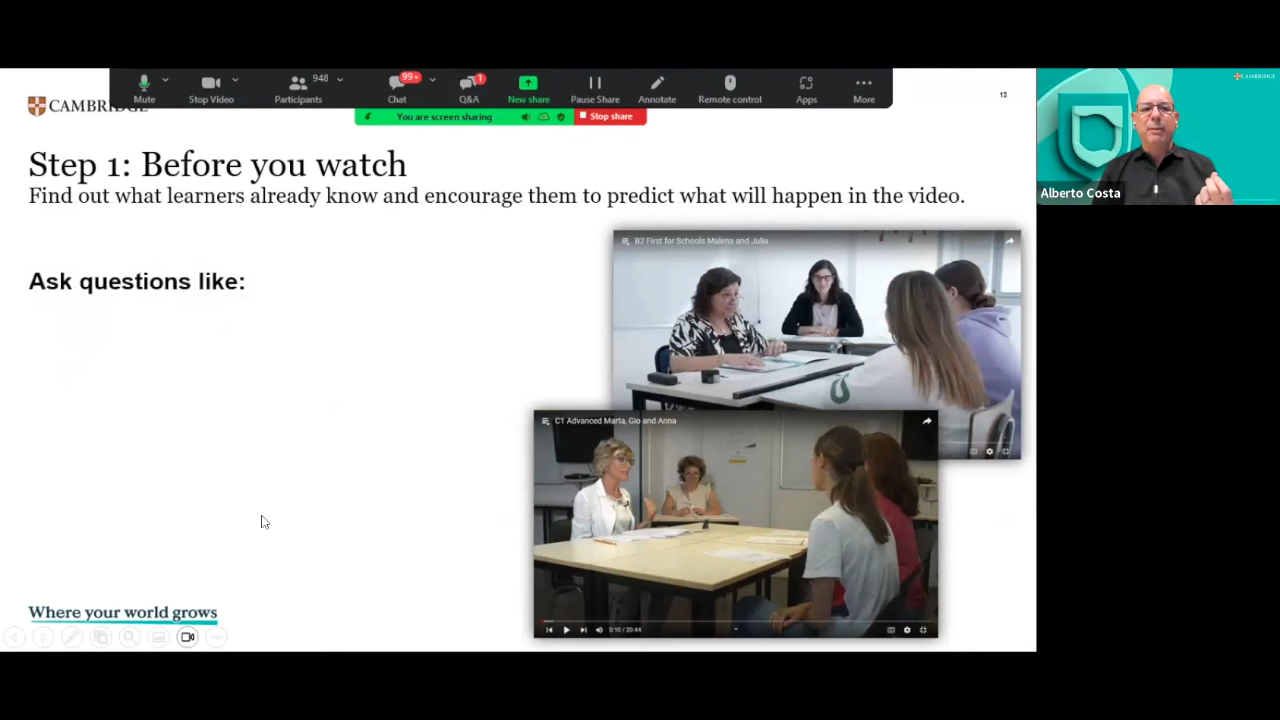 948
99+
1
Mute
Stop Video
Participants
Chat
Q&A
New share
Pause Share
Annotate
Remote control
Apps
More
You are screen sharing
Stop share
CAMBRIDGE
13
CAMBRIDGE
Alberto Costa
Step 1: Before you watch
Find out what learners already know and encourage them to predict what will happen in the video.
Ask questions like:
B2 First for Schools Malena and Julia
C1 Advanced Marta, Gio and Anna
0:10 / 20:44
Where your world grows